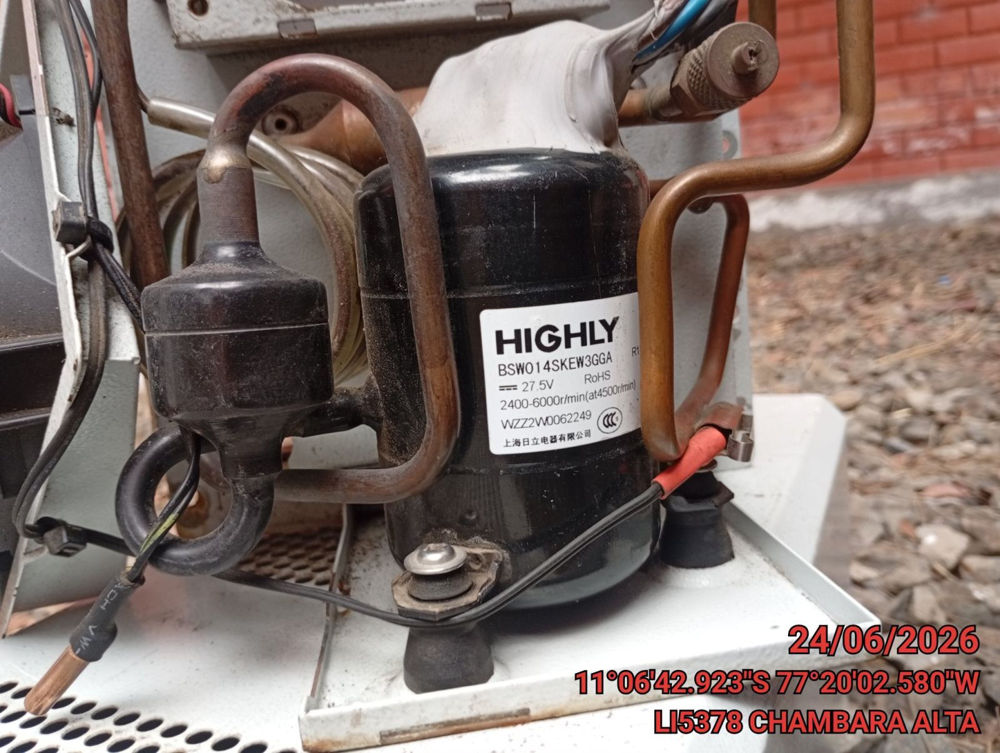 HIGHLY
BSW014SKEW3GGA
27.5V RoHS
2400-6000r/min(at4500r/min)
WZZ2W0062249
CCC S
上海日立电器有限公司
24/06/2026
11°06'42.923"S 77°20'02.580"W
LI5378 CHAMBARA ALTA